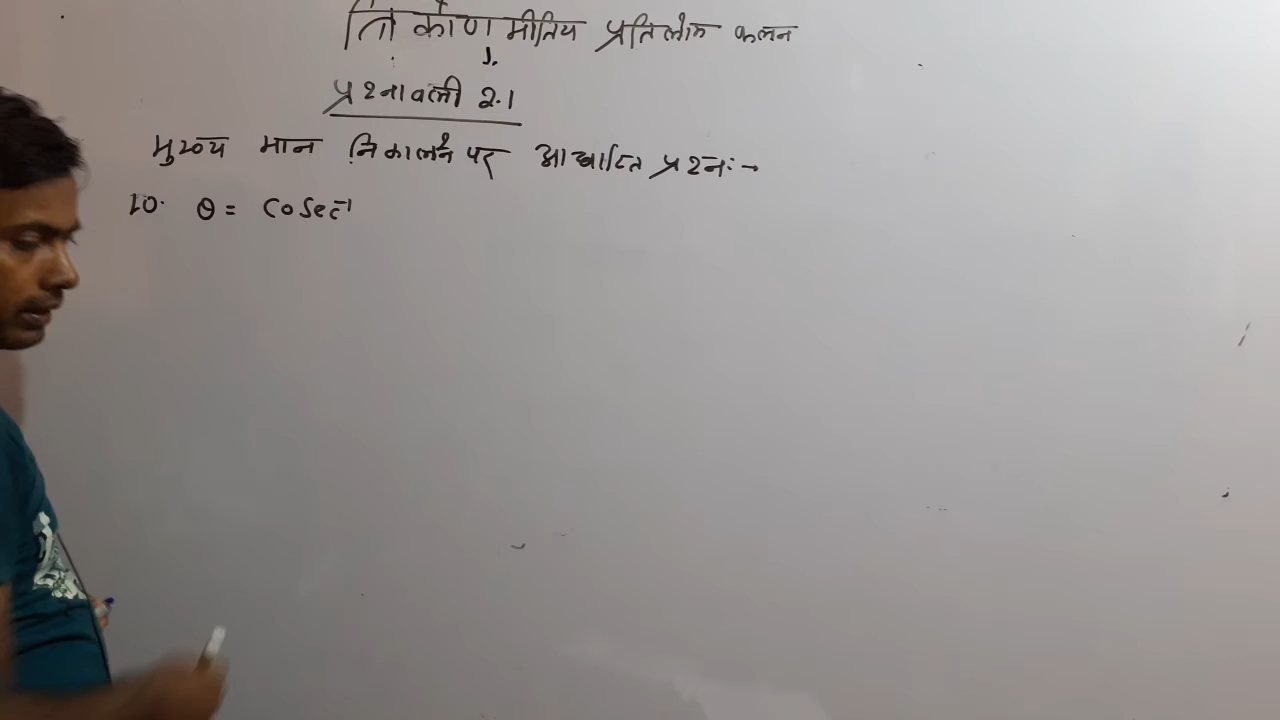 त्रिकोणमीतिय प्रतिलोम फलन
प्रश्नावली 2.1
मुख्य मान निकालने पर आधारित प्रश्न:→
10. θ = cosec⁻¹